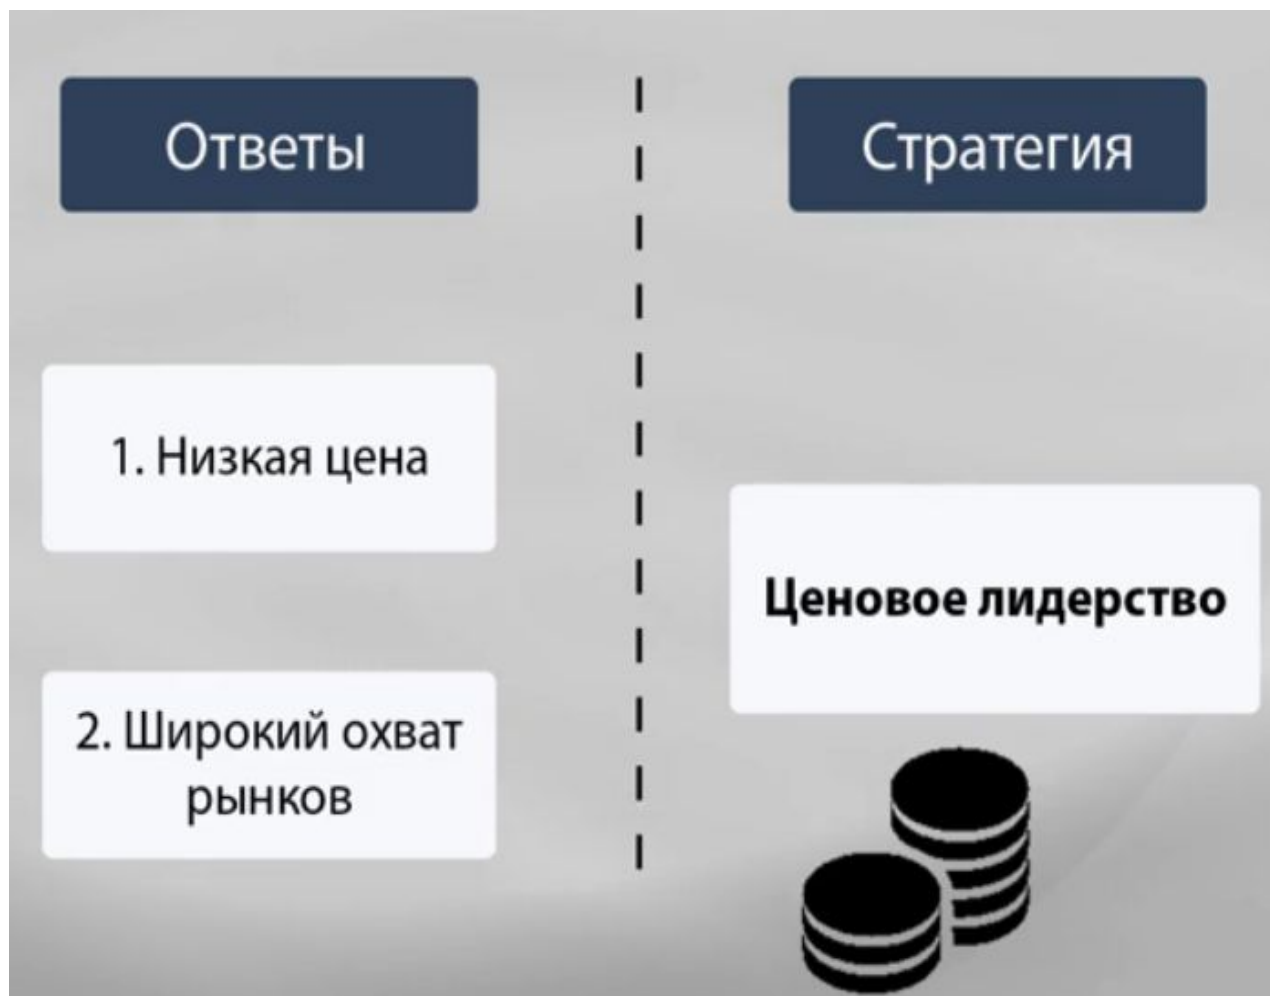 Ответы
Стратегия
1. Низкая цена
Ценовое лидерство
2. Широкий охват
рынков